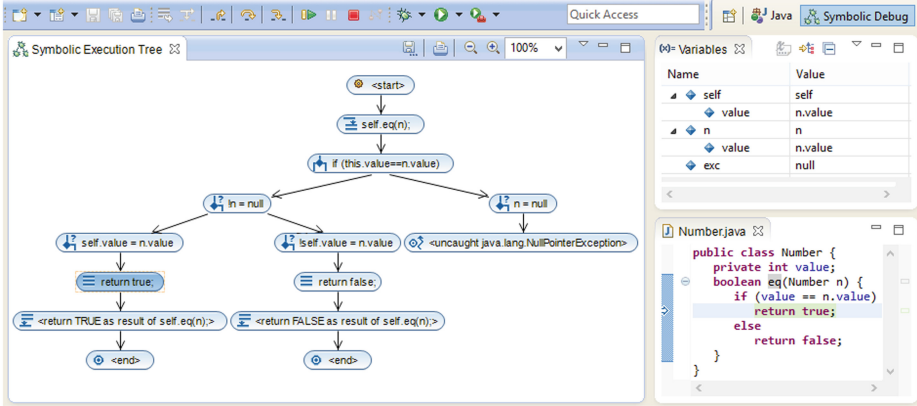 Quick Access
Java
Symbolic Debug
Symbolic Execution Tree
100%
<start>
self.eq(n);
if (this.value==n.value)
!n = null
n = null
self.value = n.value
!self.value = n.value
<uncaught java.lang.NullPointerException>
return true;
return false;
<return TRUE as result of self.eq(n);>
<return FALSE as result of self.eq(n);>
<end>
<end>
(x)= Variables
Name Value
self self
value n.value
n n
value n.value
exc null
Number.java
public class Number {
private int value;
boolean eq(Number n) {
if (value == n.value)
return true;
else
return false;
}
}